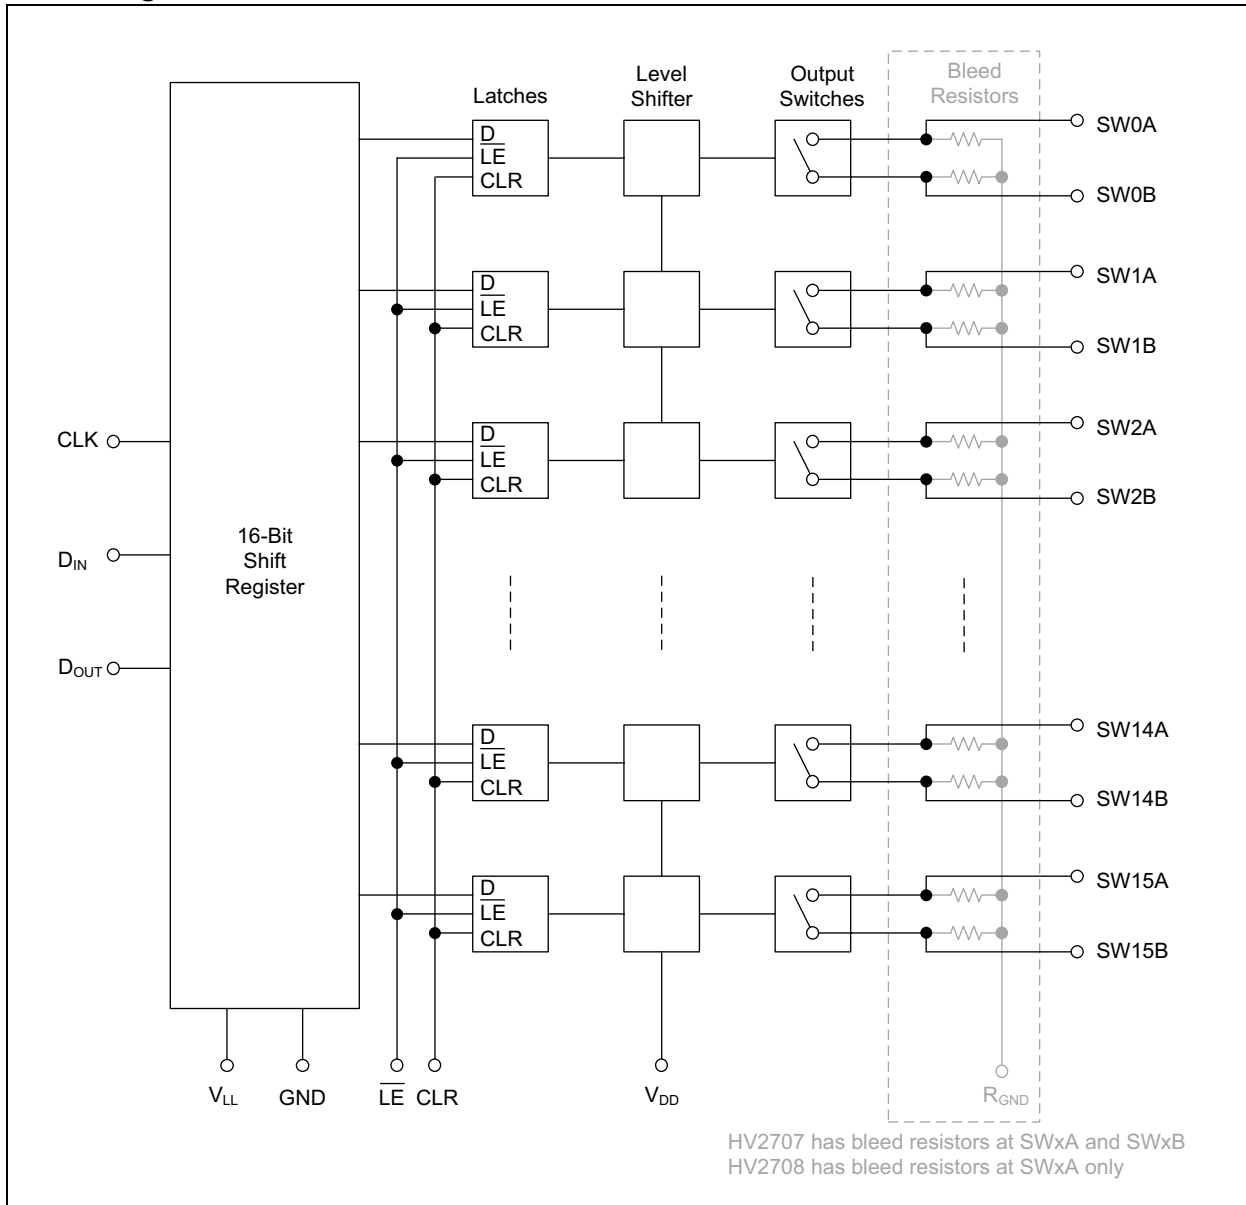 Latches
Level
Shifter
Output
Switches
Bleed
Resistors
D
LE
CLR
SW0A
SW0B
D
LE
CLR
SW1A
SW1B
D
LE
CLR
SW2A
SW2B
CLK
DIN
DOUT
16-Bit
Shift
Register
D
LE
CLR
SW14A
SW14B
D
LE
CLR
SW15A
SW15B
VLL
GND
LE
CLR
VDD
RGND
HV2707 has bleed resistors at SWxA and SWxB
HV2708 has bleed resistors at SWxA only